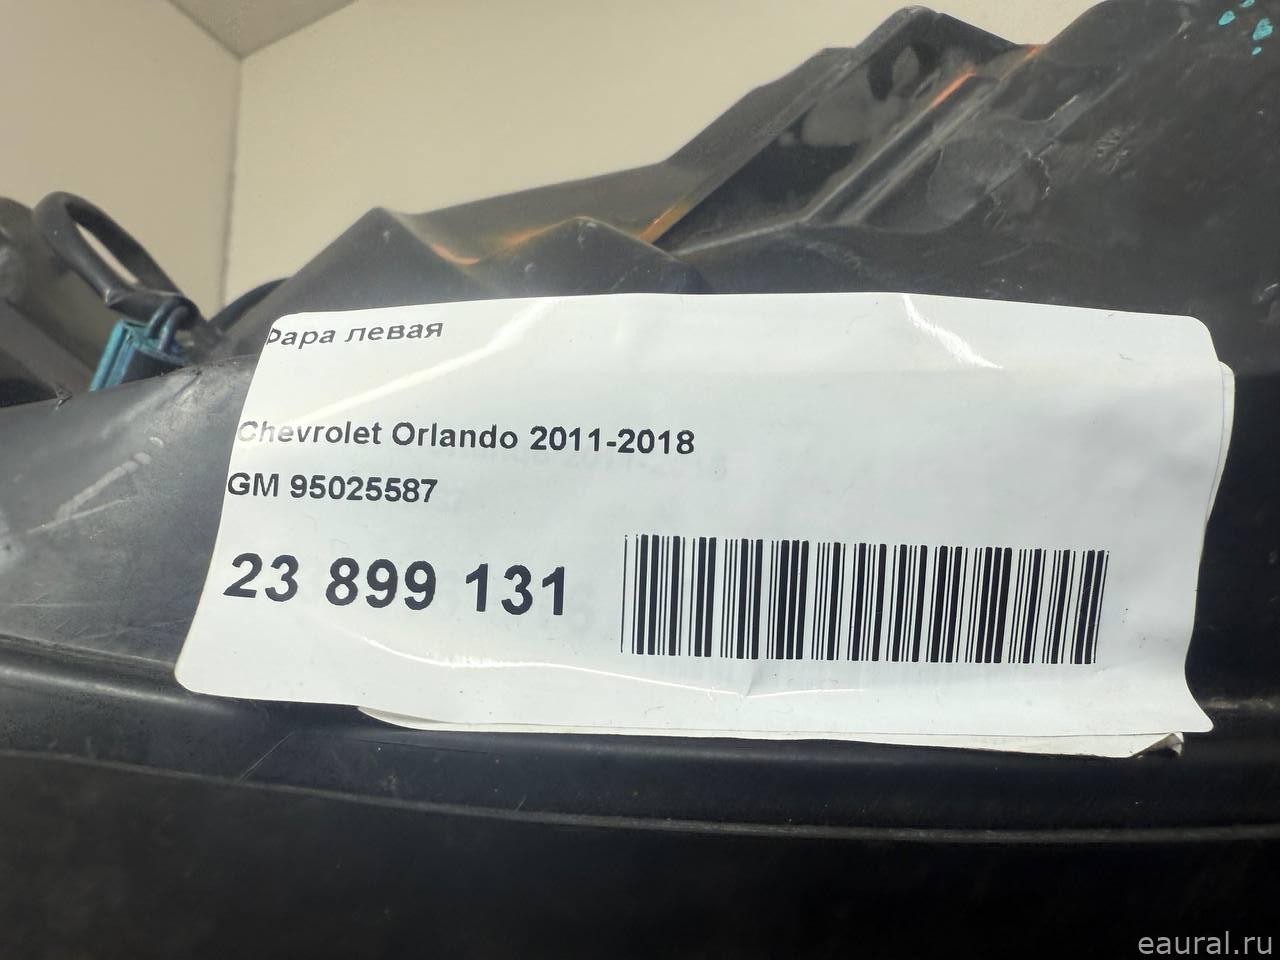 Фара левая
Chevrolet Orlando 2011-2018
GM 95025587
23 899 131
eaural.ru